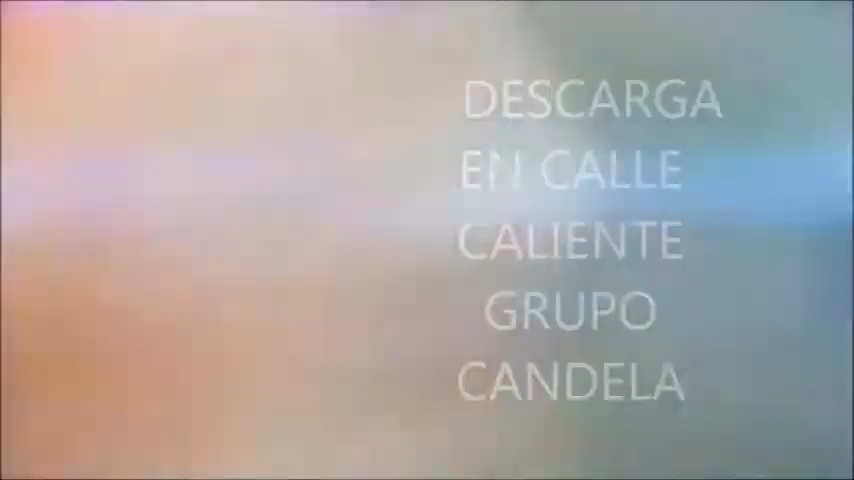 DESCARGA
EN CALLE
CALIENTE
GRUPO
CANDELA